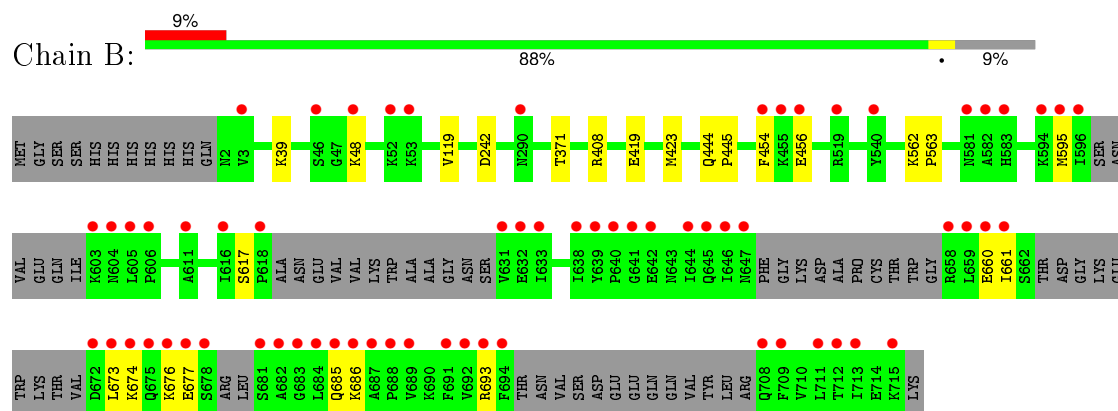 9%
Chain B:
88% • 9%
MET GLY SER SER HIS HIS HIS HIS HIS HIS GLN N2 V3 K39 S46 G47 K48 K52 K53 V119 D242 N290 T371 R408 E419 M423 Q444 P445 F454 K455 E456 R519 Y540 K562 P563 N581 A582 H583 K594 M595 I596 SER ASN
VAL GLU GLN ILE K603 N604 L605 P606 A611 I616 S617 P618 ALA ASN GLU VAL VAL LYS TRP ALA ALA GLY ASN SER V631 E632 I633 I638 Y639 P640 G641 E642 N643 I644 Q645 I646 N647 PHE GLY LYS ASP ALA PRO CYS THR TRP GLY R658 L659 E660 I661 S662 THR ASP GLY LYS GLU
TRP LYS THR VAL D672 L673 K674 Q675 K676 E677 S678 ARG LEU S681 A682 G683 L684 Q685 K686 A687 P688 V689 K690 F691 V692 R693 F694 THR ASN VAL SER ASP GLU GLU GLN GLN VAL TYR LEU ARG Q708 F709 V710 L711 T712 I713 E714 K715 LYS